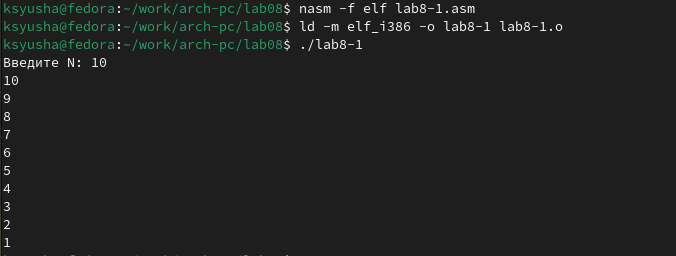 ksyusha@fedora:~/work/arch-pc/lab08$ nasm -f elf lab8-1.asm
ksyusha@fedora:~/work/arch-pc/lab08$ ld -m elf_i386 -o lab8-1 lab8-1.o
ksyusha@fedora:~/work/arch-pc/lab08$ ./lab8-1
Введите N: 10
10
9
8
7
6
5
4
3
2
1